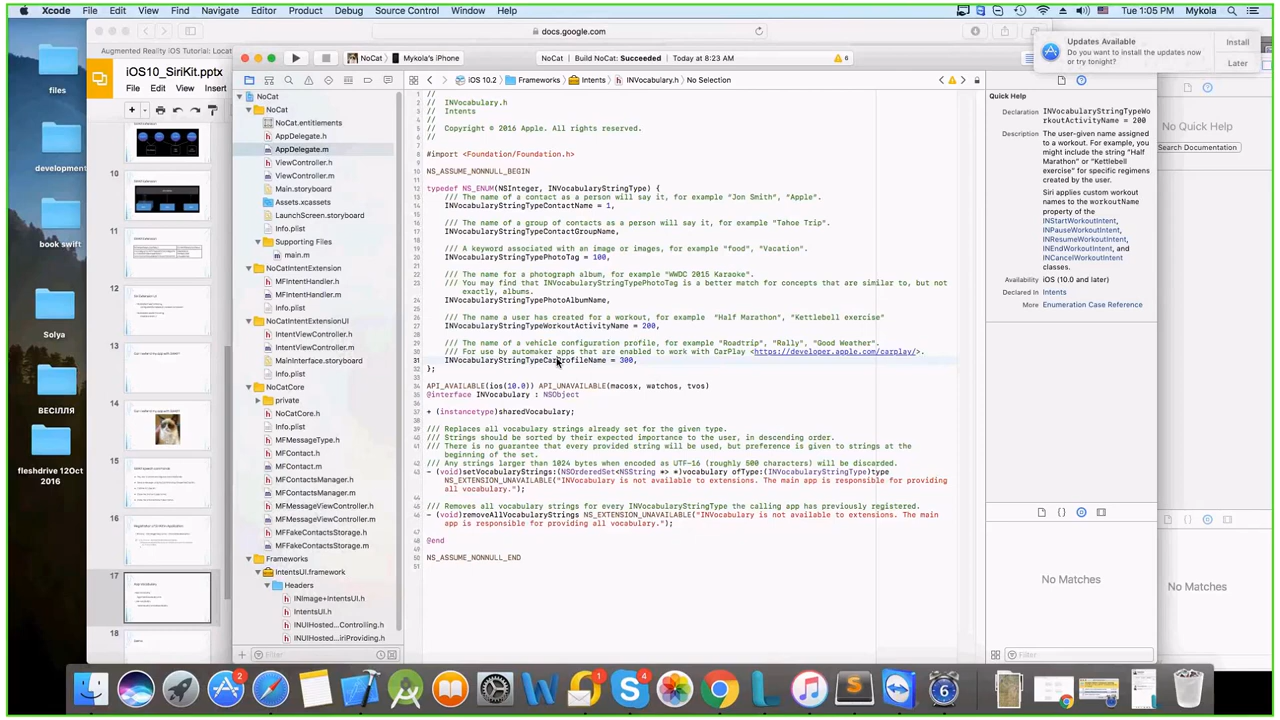 Xcode File Edit View Find Navigate Editor Product Debug Source Control Window Help
Tue 1:05 PM Mykola
docs.google.com
Augmented Reality iOS Tutorial: Locat
Updates Available
Do you want to install the updates now
or try tonight?
Install
Later
files
development
book swift
Solya
ВЕСІЛЛЯ
fleshdrive 12Oct
2016
iOS10_SiriKit.pptx
File Edit View Insert
10
11
12
13
14
15
16
17
18
NoCat Mykola's iPhone
NoCat Build NoCat: Succeeded Today at 8:23 AM
6
iOS 10.2 Frameworks Intents INVocabulary.h No Selection
NoCat
NoCat
NoCat.entitlements
AppDelegate.h
AppDelegate.m
ViewController.h
ViewController.m
Main.storyboard
Assets.xcassets
LaunchScreen.storyboard
Info.plist
Supporting Files
main.m
NoCatIntentExtension
MFIntentHandler.h
MFIntentHandler.m
Info.plist
NoCatIntentExtensionUI
IntentViewController.h
IntentViewController.m
MainInterface.storyboard
Info.plist
NoCatCore
private
NoCatCore.h
Info.plist
MFMessageType.h
MFContact.h
MFContact.m
MFContactsManager.h
MFContactsManager.m
MFMessageViewController.h
MFMessageViewController.m
MFFakeContactsStorage.h
MFFakeContactsStorage.m
Frameworks
IntentsUI.framework
Headers
INImage+IntentsUI.h
IntentsUI.h
INUIHosted...Controlling.h
INUIHosted...iriProviding.h
Filter
//
// INVocabulary.h
// Intents
//
// Copyright © 2016 Apple. All rights reserved.
//
#import <Foundation/Foundation.h>
NS_ASSUME_NONNULL_BEGIN
typedef NS_ENUM(NSInteger, INVocabularyStringType) {
/// The name of a contact as a person will say it, for example "Jon Smith", "Apple".
INVocabularyStringTypeContactName = 1,
/// The name of a group of contacts as a person will say it, for example "Tahoe Trip".
INVocabularyStringTypeContactGroupName,
/// A keyword associated with an image or images, for example "food", "Vacation".
INVocabularyStringTypePhotoTag = 100,
/// The name for a photograph album, for example "WWDC 2015 Karaoke".
/// You may find that INVocabularyStringTypePhotoTag is a better match for concepts that are similar to, but not
exactly, albums.
INVocabularyStringTypePhotoAlbumName,
/// The name a user has created for a workout, for example "Half Marathon", "Kettlebell exercise"
INVocabularyStringTypeWorkoutActivityName = 200,
/// The name of a vehicle configuration profile, for example "Roadtrip", "Rally", "Good Weather".
/// For use by automaker apps that are enabled to work with CarPlay <https://developer.apple.com/carplay/>.
INVocabularyStringTypeCarProfileName = 300,
};
API_AVAILABLE(ios(10.0)) API_UNAVAILABLE(macosx, watchos, tvos)
@interface INVocabulary : NSObject
+ (instancetype)sharedVocabulary;
/// Replaces all vocabulary strings already set for the given type.
/// Strings should be sorted by their expected importance to the user, in descending order.
/// There is no guarantee that every provided string will be used, but preference is given to strings at the
beginning of the set.
/// Any strings larger than 1024 bytes when encoded as UTF-16 (roughly 500 characters) will be discarded.
- (void)setVocabularyStrings:(NSOrderedSet<NSString *> *)vocabulary ofType:(INVocabularyStringType)type
NS_EXTENSION_UNAVAILABLE("INVocabulary is not available to extensions. The main app is responsible for providing
all vocabulary.");
/// Removes all vocabulary strings for every INVocabularyStringType the calling app has previously registered.
- (void)removeAllVocabularyStrings NS_EXTENSION_UNAVAILABLE("INVocabulary is not available to extensions. The main
app is responsible for providing all vocabulary.");
@end
NS_ASSUME_NONNULL_END
Quick Help
Declaration INVocabularyStringTypeWo
rkoutActivityName = 200
Description The user-given name assigned
to a workout. For example, you
might include the string “Half
Marathon” or “Kettlebell
exercise” for specific regimens
created by the user.
Siri applies custom workout
names to the workoutName
property of the
INStartWorkoutIntent,
INPauseWorkoutIntent,
INResumeWorkoutIntent,
INEndWorkoutIntent, and
INCancelWorkoutIntent
classes.
Availability iOS (10.0 and later)
Declared In Intents
More Enumeration Case Reference
No Matches
Filter
No Quick Help
Search Documentation
No Matches
2
1
4
6